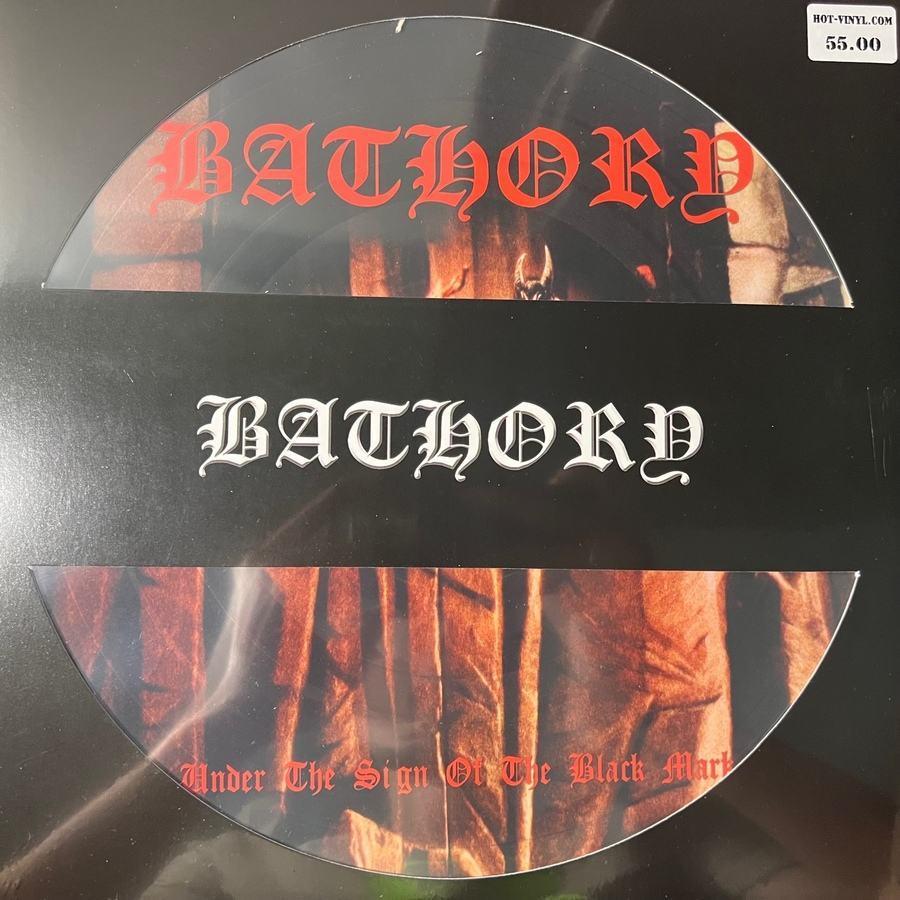 HOT-VINYL.COM
55.00
BATHORY
BATHORY
Under The Sign Of The Black Mark